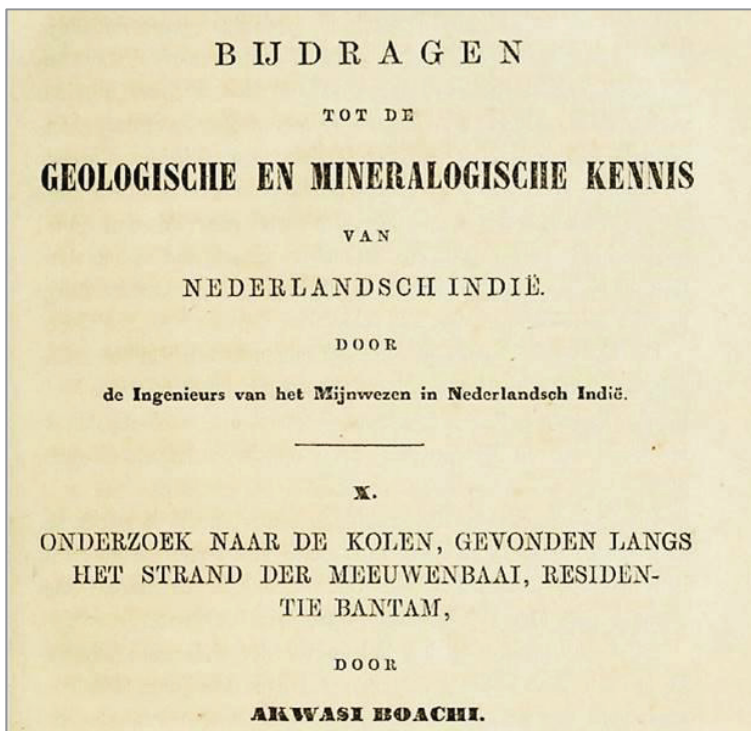 BIJDRAGEN
TOT DE
GEOLOGISCHE EN MINERALOGISCHE KENNIS
VAN
NEDERLANDSCH INDIË.
DOOR
de Ingenieurs van het Mijnwezen in Nederlandsch Indië.
X.
ONDERZOEK NAAR DE KOLEN, GEVONDEN LANGS
HET STRAND DER MEEUWENBAAI, RESIDEN-
TIE BANTAM,
DOOR
AKWASI BOACHI.